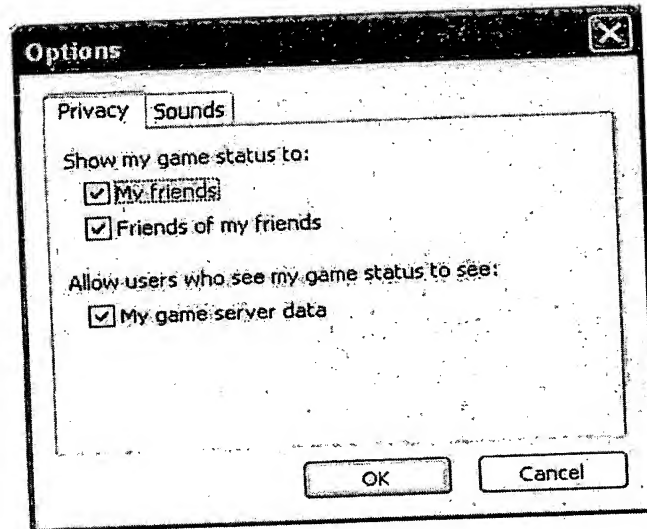 Options
Privacy
Sounds
Show my game status to:
My friends
Friends of my friends
Allow users who see my game status to see:
My game server data
OK
Cancel